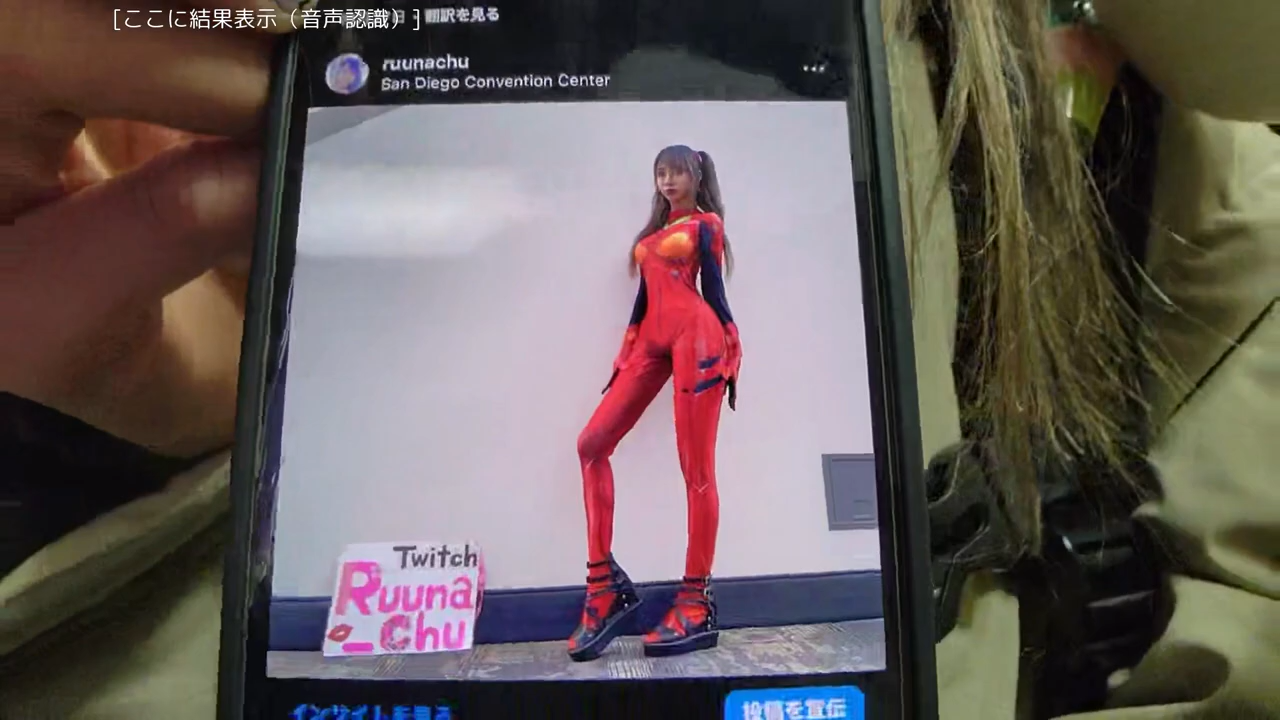 [ここに結果表示（音声認識）]
翻訳を見る
ruunachu
San Diego Convention Center
Twitch
Ruuna
_Chu
インサイトを見る
投稿を宣伝